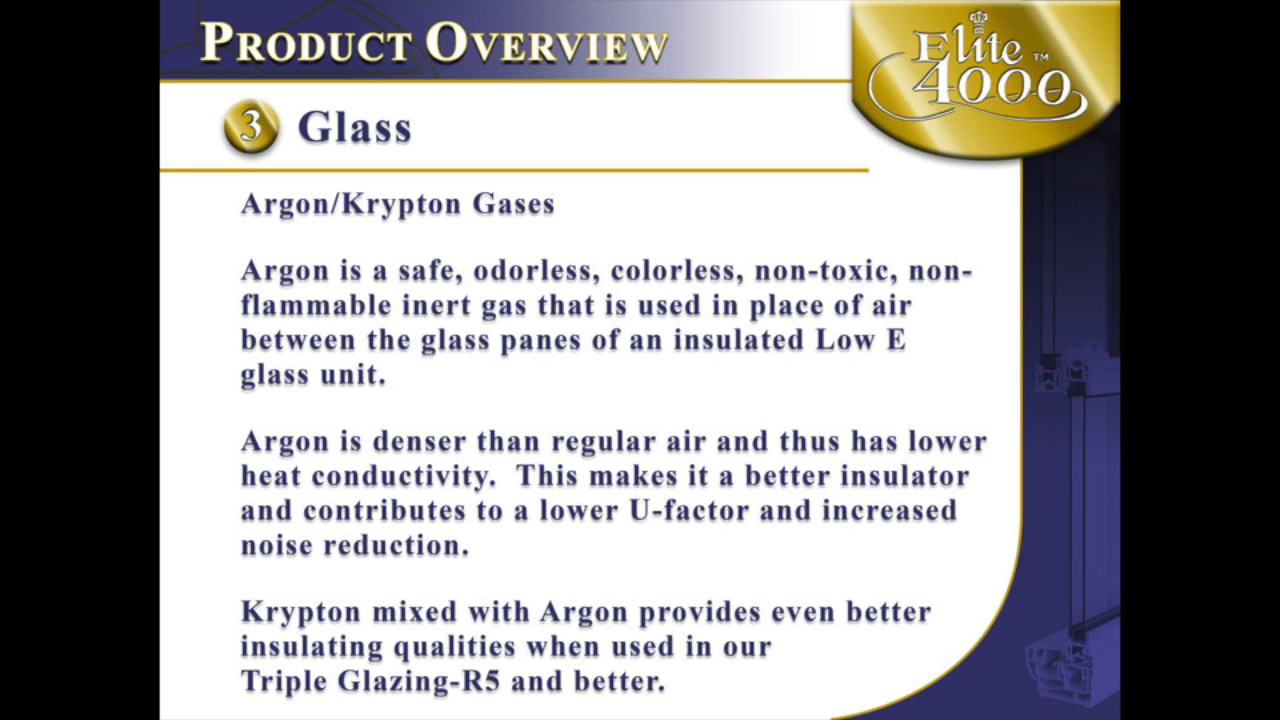 PRODUCT OVERVIEW
Elite ™
4000
3 Glass
Argon/Krypton Gases
Argon is a safe, odorless, colorless, non-toxic, non-
flammable inert gas that is used in place of air
between the glass panes of an insulated Low E
glass unit.
Argon is denser than regular air and thus has lower
heat conductivity. This makes it a better insulator
and contributes to a lower U-factor and increased
noise reduction.
Krypton mixed with Argon provides even better
insulating qualities when used in our
Triple Glazing-R5 and better.